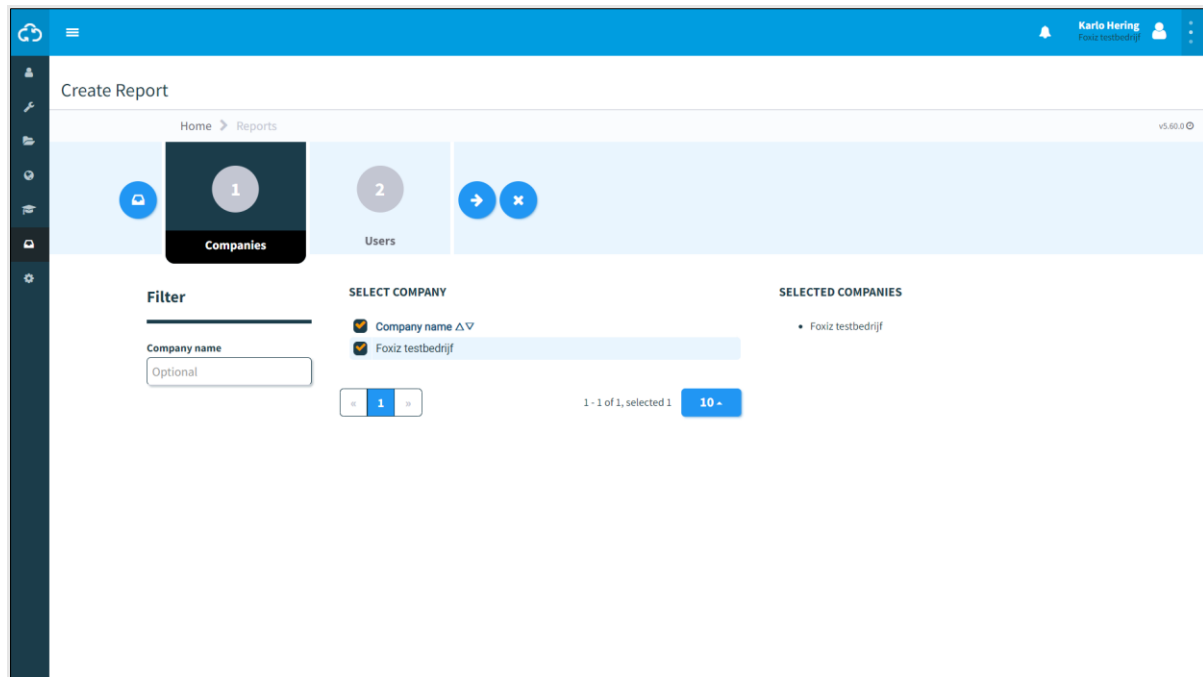 Karlo Hering
Foxiz testbedrijf
Create Report
Home Reports
v5.60.0
1
2
Companies
Users
Filter
Company name
Optional
SELECT COMPANY
Company name
Foxiz testbedrijf
« 1 »
1 - 1 of 1, selected 1
10
SELECTED COMPANIES
• Foxiz testbedrijf